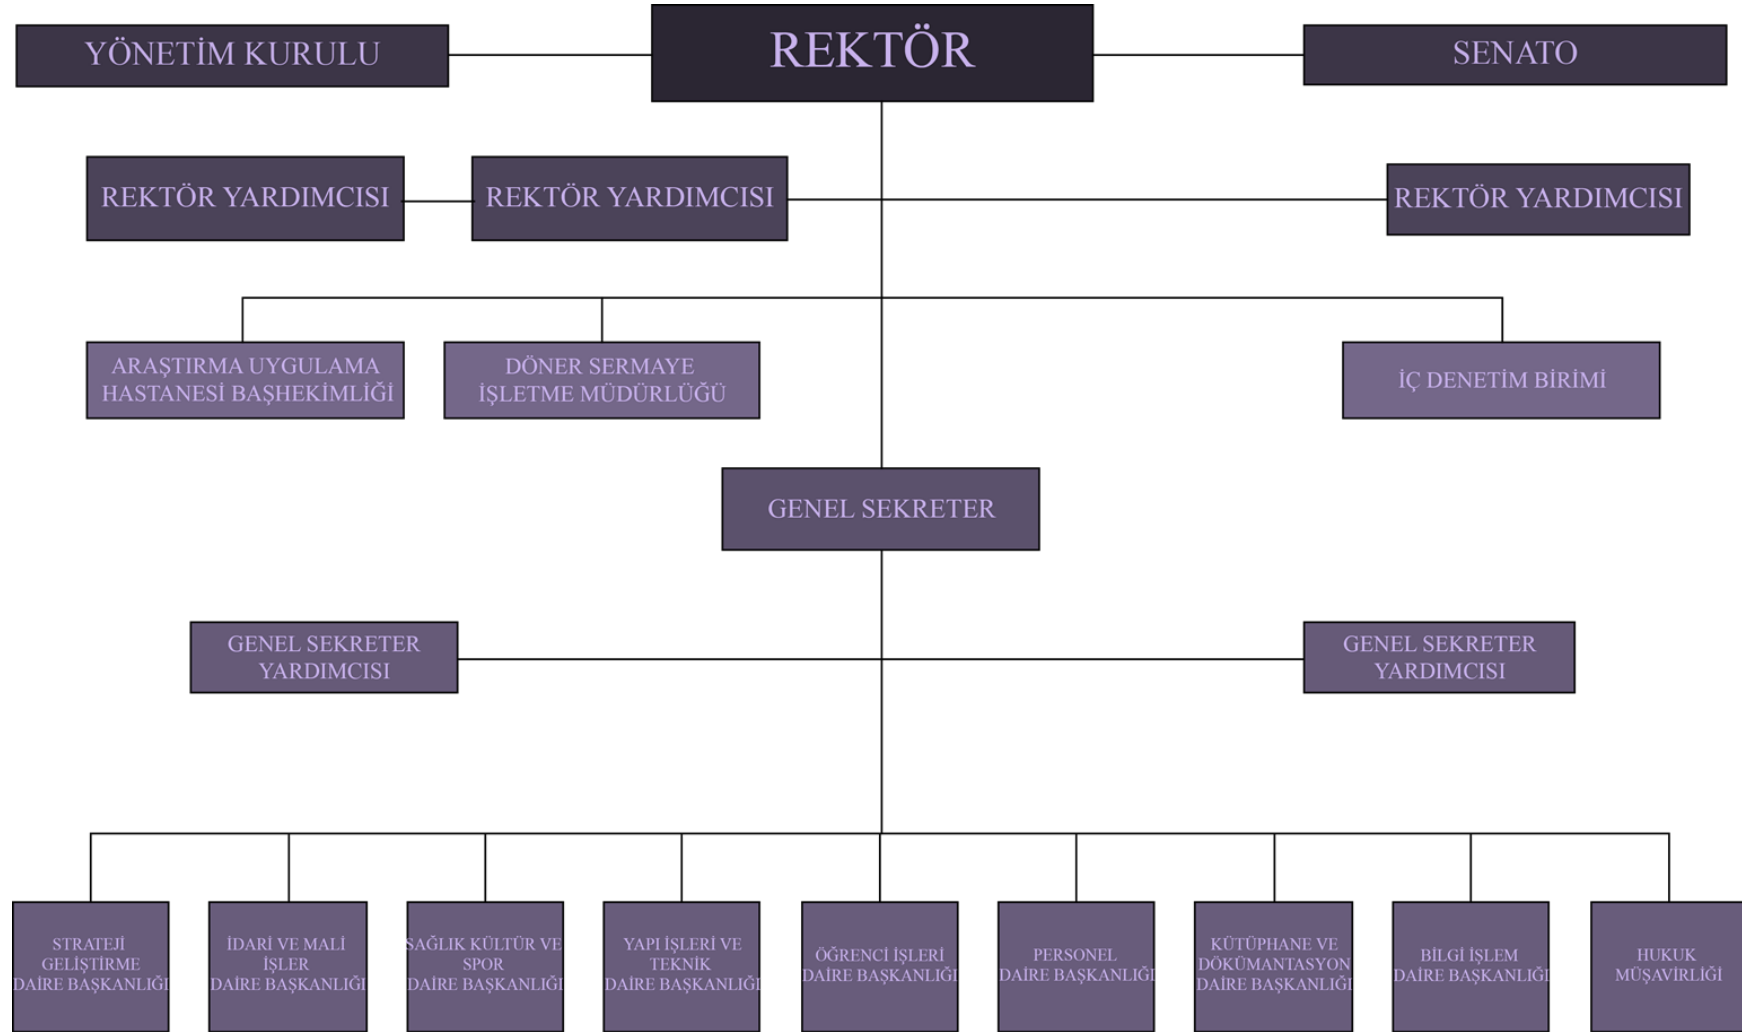 YÖNETİM KURULU
REKTÖR
SENATO
REKTÖR YARDIMCISI
REKTÖR YARDIMCISI
REKTÖR YARDIMCISI
ARAŞTIRMA UYGULAMA
HASTANESİ BAŞHEKİMLİĞİ
DÖNER SERMAYE
İŞLETME MÜDÜRLÜĞÜ
İÇ DENETİM BİRİMİ
GENEL SEKRETER
GENEL SEKRETER
YARDIMCISI
GENEL SEKRETER
YARDIMCISI
STRATEJİ
GELİŞTİRME
DAİRE BAŞKANLIĞI
İDARİ VE MALİ
İŞLER
DAİRE BAŞKANLIĞI
SAĞLIK KÜLTÜR VE
SPOR
DAİRE BAŞKANLIĞI
YAPI İŞLERİ VE
TEKNİK
DAİRE BAŞKANLIĞI
ÖĞRENCİ İŞLERİ
DAİRE BAŞKANLIĞI
PERSONEL
DAİRE BAŞKANLIĞI
KÜTÜPHANE VE
DÖKÜMANTASYON
DAİRE BAŞKANLIĞI
BİLGİ İŞLEM
DAİRE BAŞKANLIĞI
HUKUK
MÜŞAVİRLİĞİ